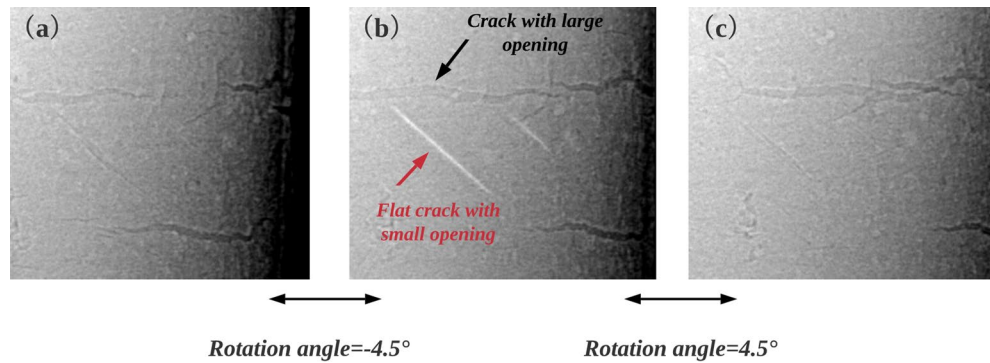 (a)
(b)
Crack with large
opening
(c)
Flat crack with
small opening
Rotation angle=-4.5°
Rotation angle=4.5°